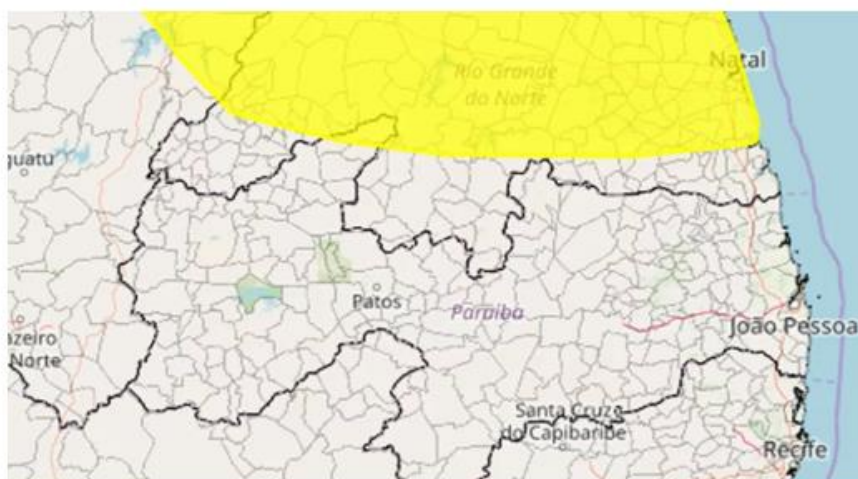 Natal
Rio Grande
do Norte
guatu
Patos
Paraíba
João Pessoa
azeiro
Norte
Santa Cruz
do Capibaribe
Recife